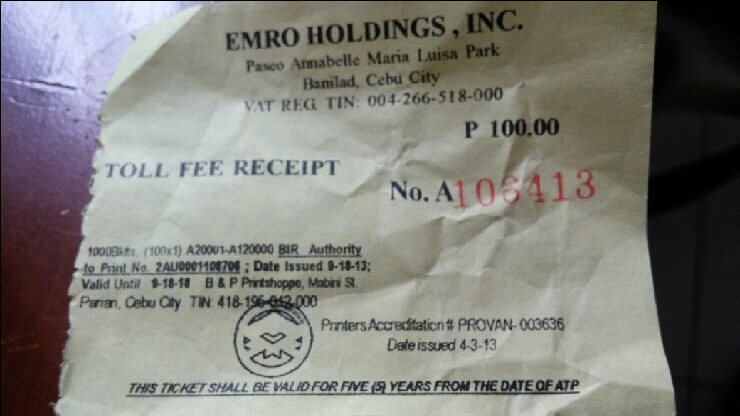 EMRO HOLDINGS, INC.
Paseo Annabelle Maria Luisa Park
Banilad, Cebu City
VAT REG. TIN: 004-266-518-000
P 100.00
TOLL FEE RECEIPT
No. A106413
1000Bklts. (100x1) A20001-A120000 BIR Authority
to Print No. 2AU0001108706 ; Date Issued 9-18-13;
Valid Until 9-18-18 B & P Printshoppe, Mabini St.
Parian, Cebu City TIN: 418-196-012-000
Printers Accreditation # PROVAN- 003636
Date issued 4-3-13
THIS TICKET SHALL BE VALID FOR FIVE (5) YEARS FROM THE DATE OF ATP